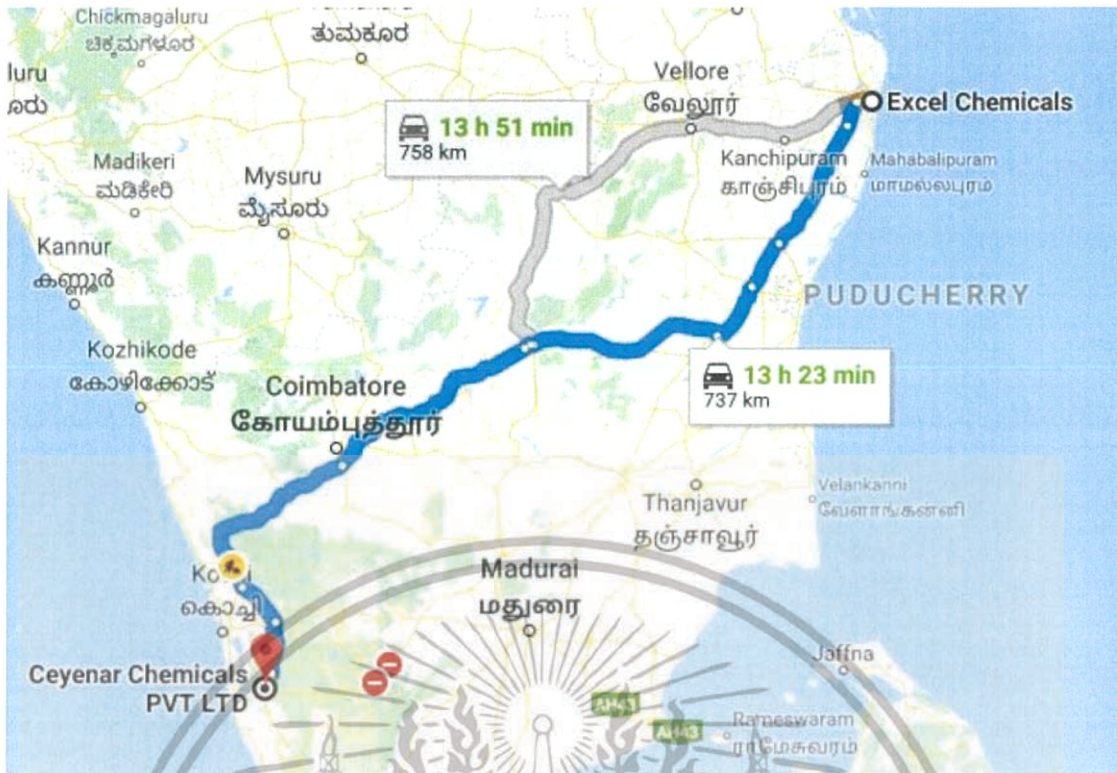 Chickmagaluru
ಚಿಕ್ಕಮಗಳೂರ
ತುಮಕೂರ
luru
ೂರು
Vellore
வேலூர்
Excel Chemicals
13 h 51 min
758 km
Kanchipuram
காஞ்சிபுரம்
Mahabalipuram
மாமல்லபுரம்
Madikeri
ಮಡಿಕೇರಿ
Mysuru
ಮೈಸೂರು
Kannur
കണ്ണൂർ
PUDUCHERRY
Kozhikode
കോഴിക്കോട്
13 h 23 min
737 km
Coimbatore
கோயம்புத்தூர்
Thanjavur
தஞ்சாவூர்
Velankanni
வேளாங்கன்னி
Madurai
மதுரை
கொச்சி
Jaffna
Ceyenar Chemicals
PVT LTD
AH43
AH43
Rameswaram
ராமேசுவரம்